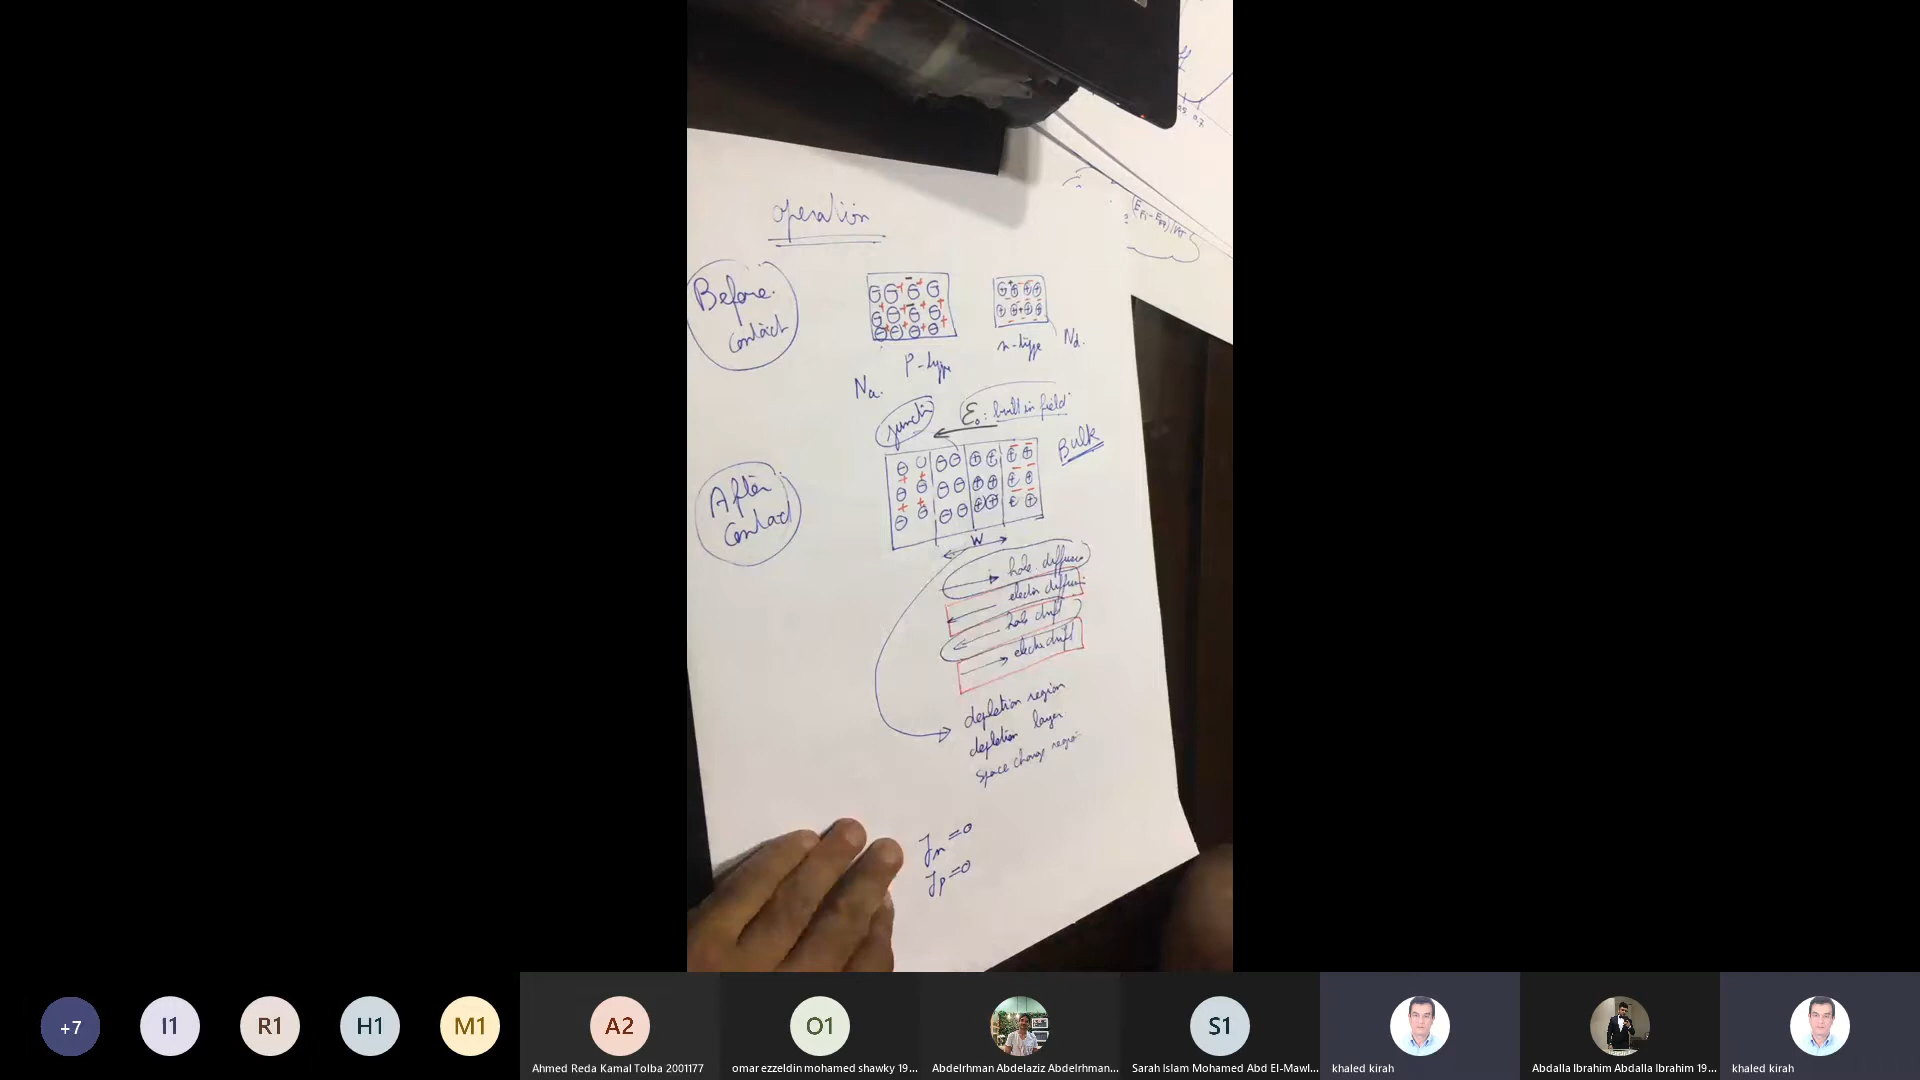 operation
Before
contact
P-type
Na.
n-type
Nd.
junction
Ɛo: built in field
Bulk
After
contact
W
hole diffusion
electron diffusion
hole drift
electron drift
depletion region
depletion layer
space charge region
Jn = 0
Jp = 0
0.7
+7
I1
R1
H1
M1
A2
Ahmed Reda Kamal Tolba 2001177
O1
omar ezzeldin mohamed shawky 19...
Abdelrhman Abdelaziz Abdelrhman...
S1
Sarah Islam Mohamed Abd El-Mawl...
khaled kirah
Abdalla Ibrahim Abdalla Ibrahim 19...
khaled kirah